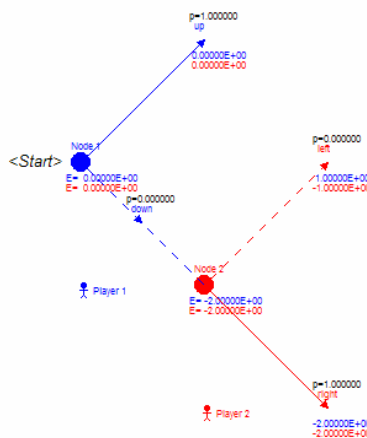 p=1.000000
up
0.00000E+00
0.00000E+00
Node 1
<Start>
E= 0.00000E+00
E= 0.00000E+00
p=0.000000
down
p=0.000000
left
-1.00000E+00
-1.00000E+00
Node 2
E= -2.00000E+00
E= -2.00000E+00
Player 1
p=1.000000
right
-2.00000E+00
-2.00000E+00
Player 2